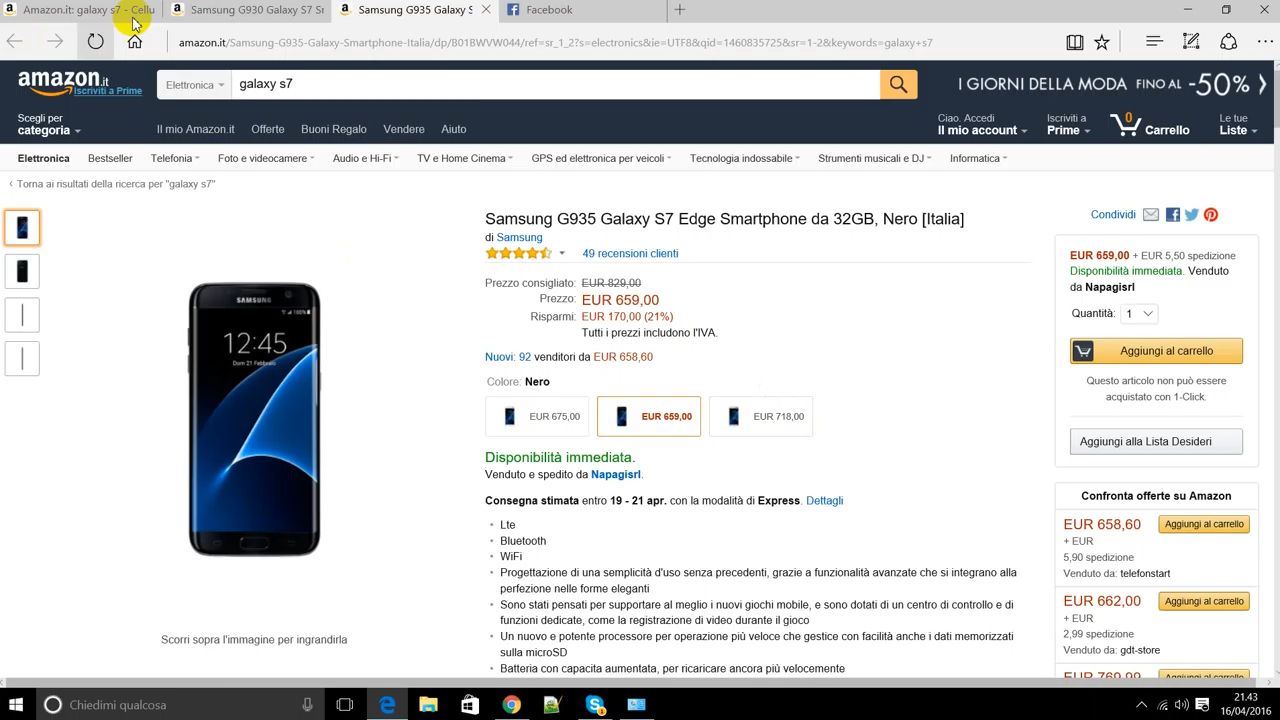 Amazon.it: galaxy s7 - Cellu
Samsung G930 Galaxy S7 Sm
Samsung G935 Galaxy S
Facebook
amazon.it/Samsung-G935-Galaxy-Smartphone-Italia/dp/B01BWVW044/ref=sr_1_2?s=electronics&ie=UTF8&qid=1460835725&sr=1-2&keywords=galaxy+s7
amazon.it
Iscriviti a Prime
Elettronica
galaxy s7
I GIORNI DELLA MODA FINO AL -50%
Scegli per
categoria
Il mio Amazon.it Offerte Buoni Regalo Vendere Aiuto
Ciao. Accedi
Il mio account
Iscriviti a
Prime
0
Carrello
Le tue
Liste
Elettronica Bestseller Telefonia Foto e videocamere Audio e Hi-Fi TV e Home Cinema GPS ed elettronica per veicoli Tecnologia indossabile Strumenti musicali e DJ Informatica
‹ Torna ai risultati della ricerca per "galaxy s7"
SAMSUNG
12:45
Dom 21 Febbraio
SAMSUNG
Scorri sopra l'immagine per ingrandirla
Samsung G935 Galaxy S7 Edge Smartphone da 32GB, Nero [Italia]
di Samsung
49 recensioni clienti
Prezzo consigliato: EUR 829,00
Prezzo: EUR 659,00
Risparmi: EUR 170,00 (21%)
Tutti i prezzi includono l'IVA.
Nuovi: 92 venditori da EUR 658,60
Colore: Nero
EUR 675,00
EUR 659,00
EUR 718,00
Disponibilità immediata.
Venduto e spedito da Napagisrl.
Consegna stimata entro 19 - 21 apr. con la modalità di Express. Dettagli
• Lte
• Bluetooth
• WiFi
• Progettazione di una semplicità d'uso senza precedenti, grazie a funzionalità avanzate che si integrano alla
perfezione nelle forme eleganti
• Sono stati pensati per supportare al meglio i nuovi giochi mobile, e sono dotati di un centro di controllo e di
funzioni dedicate, come la registrazione di video durante il gioco
• Un nuovo e potente processore per operazione più veloce che gestice con facilità anche i dati memorizzati
sulla microSD
• Batteria con capacita aumentata, per ricaricare ancora più velocemente
Condividi
EUR 659,00 + EUR 5,50 spedizione
Disponibilità immediata. Venduto
da Napagisrl
Quantità: 1
Aggiungi al carrello
Questo articolo non può essere
acquistato con 1-Click.
Aggiungi alla Lista Desideri
Confronta offerte su Amazon
EUR 658,60
Aggiungi al carrello
+ EUR
5,90 spedizione
Venduto da: telefonstart
EUR 662,00
Aggiungi al carrello
+ EUR
2,99 spedizione
Venduto da: gdt-store
EUR 769,99
Aggiungi al carrello
Chiedimi qualcosa
21.43
16/04/2016